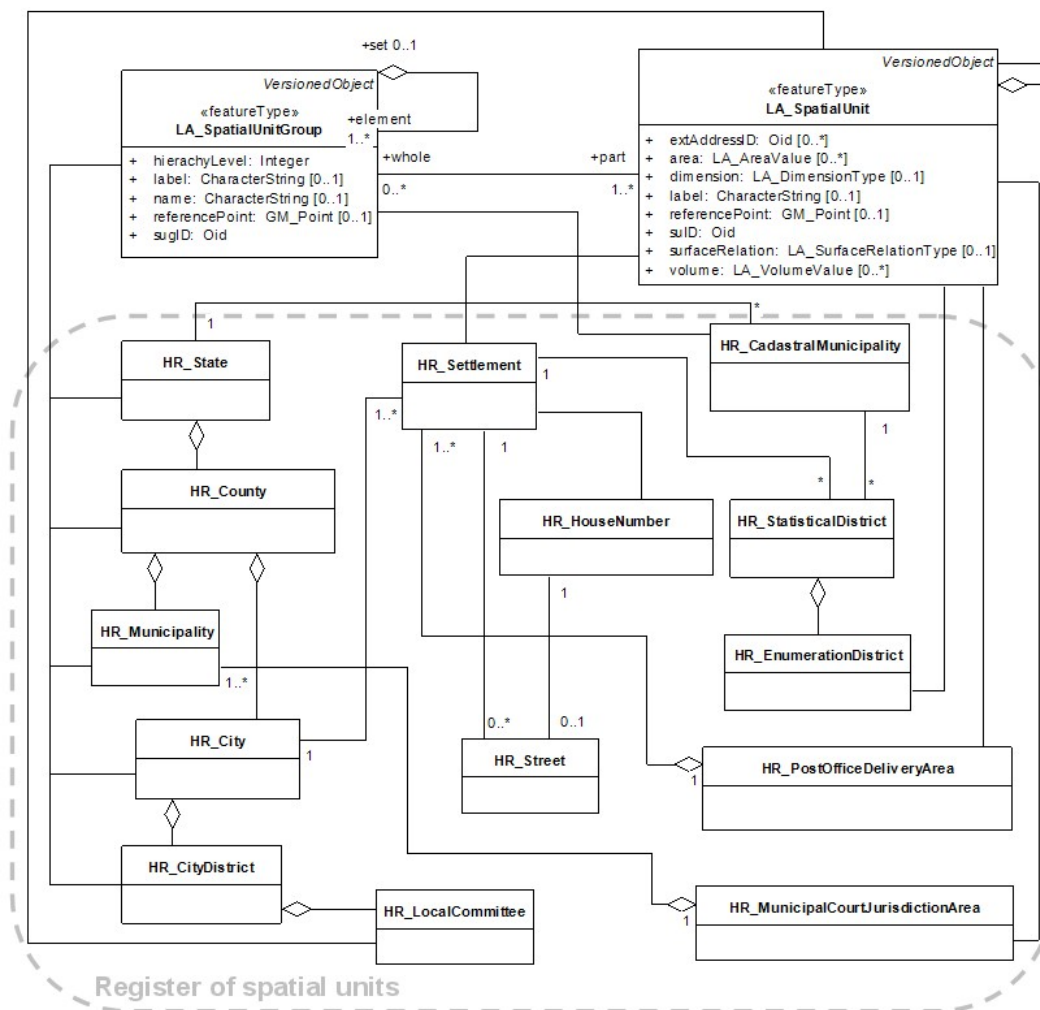 +set 0..1
VersionedObject
«featureType»
LA_SpatialUnitGroup
+element
1..*
+ hierachyLevel: Integer
+ label: CharacterString [0..1]
+ name: CharacterString [0..1]
+ referencePoint: GM_Point [0..1]
+ sugID: Oid
+whole
0..*
+part
1..*
VersionedObject
«featureType»
LA_SpatialUnit
+ extAddressID: Oid [0..*]
+ area: LA_AreaValue [0..*]
+ dimension: LA_DimensionType [0..1]
+ label: CharacterString [0..1]
+ referencePoint: GM_Point [0..1]
+ suID: Oid
+ surfaceRelation: LA_SurfaceRelationType [0..1]
+ volume: LA_VolumeValue [0..*]
1
*
HR_State
HR_Settlement
1
HR_CadastralMunicipality
1..*
1..*
1
1
HR_County
*
*
HR_HouseNumber
HR_StatisticalDistrict
1
HR_Municipality
1..*
HR_EnumerationDistrict
HR_City
1
0..*
0..1
HR_Street
1
HR_PostOfficeDeliveryArea
HR_CityDistrict
HR_LocalCommittee
1
HR_MunicipalCourtJurisdictionArea
Register of spatial units